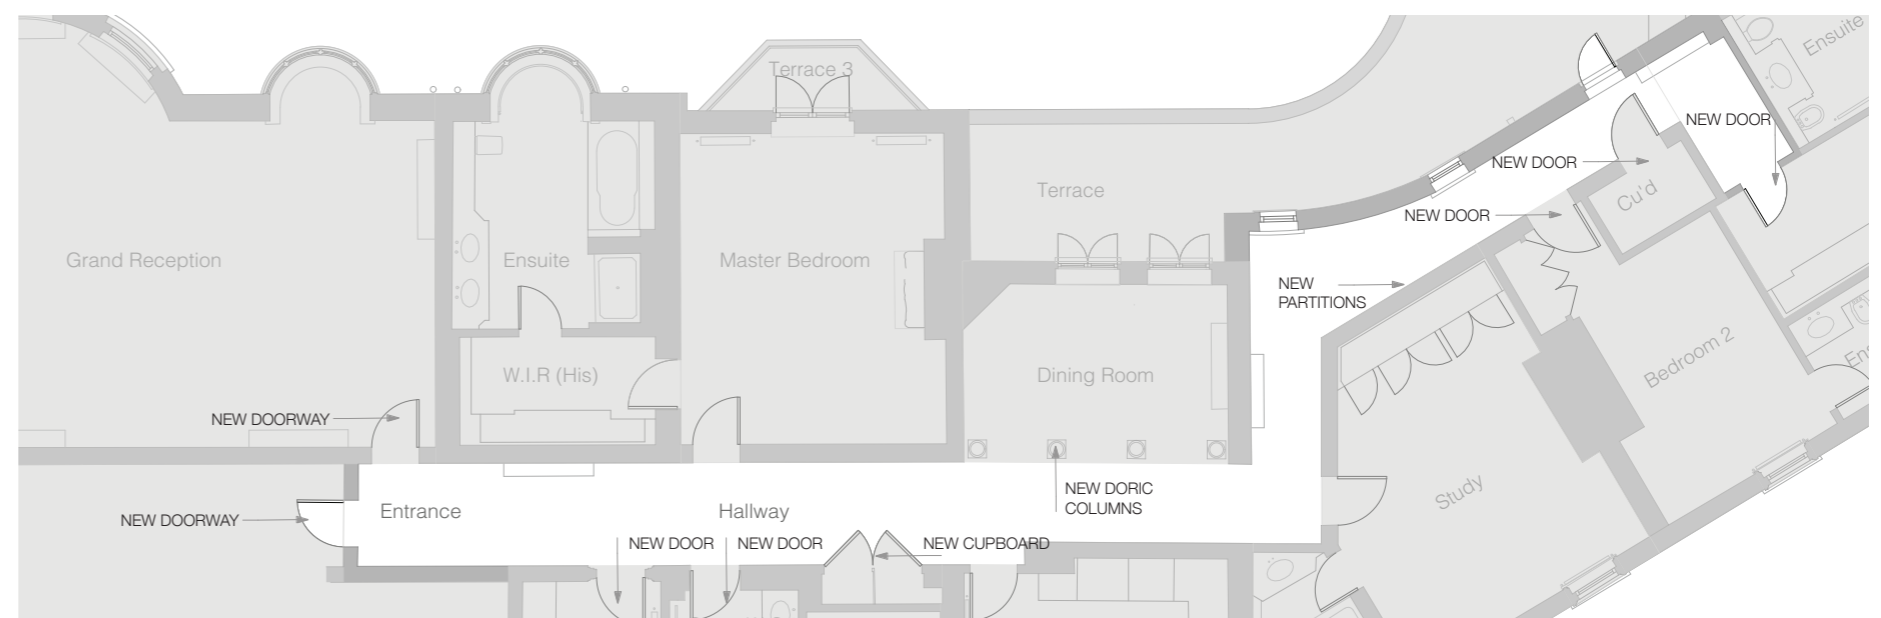 Ensuite
Terrace 3
NEW DOOR
NEW DOOR
Terrace
Cu'd
NEW DOOR
Grand Reception
Ensuite
Master Bedroom
NEW
PARTITIONS
Bedroom 2
W.I.R (His)
Dining Room
NEW DOORWAY
Study
NEW DORIC
COLUMNS
NEW DOORWAY
Entrance
Hallway
NEW DOOR
NEW DOOR
NEW CUPBOARD